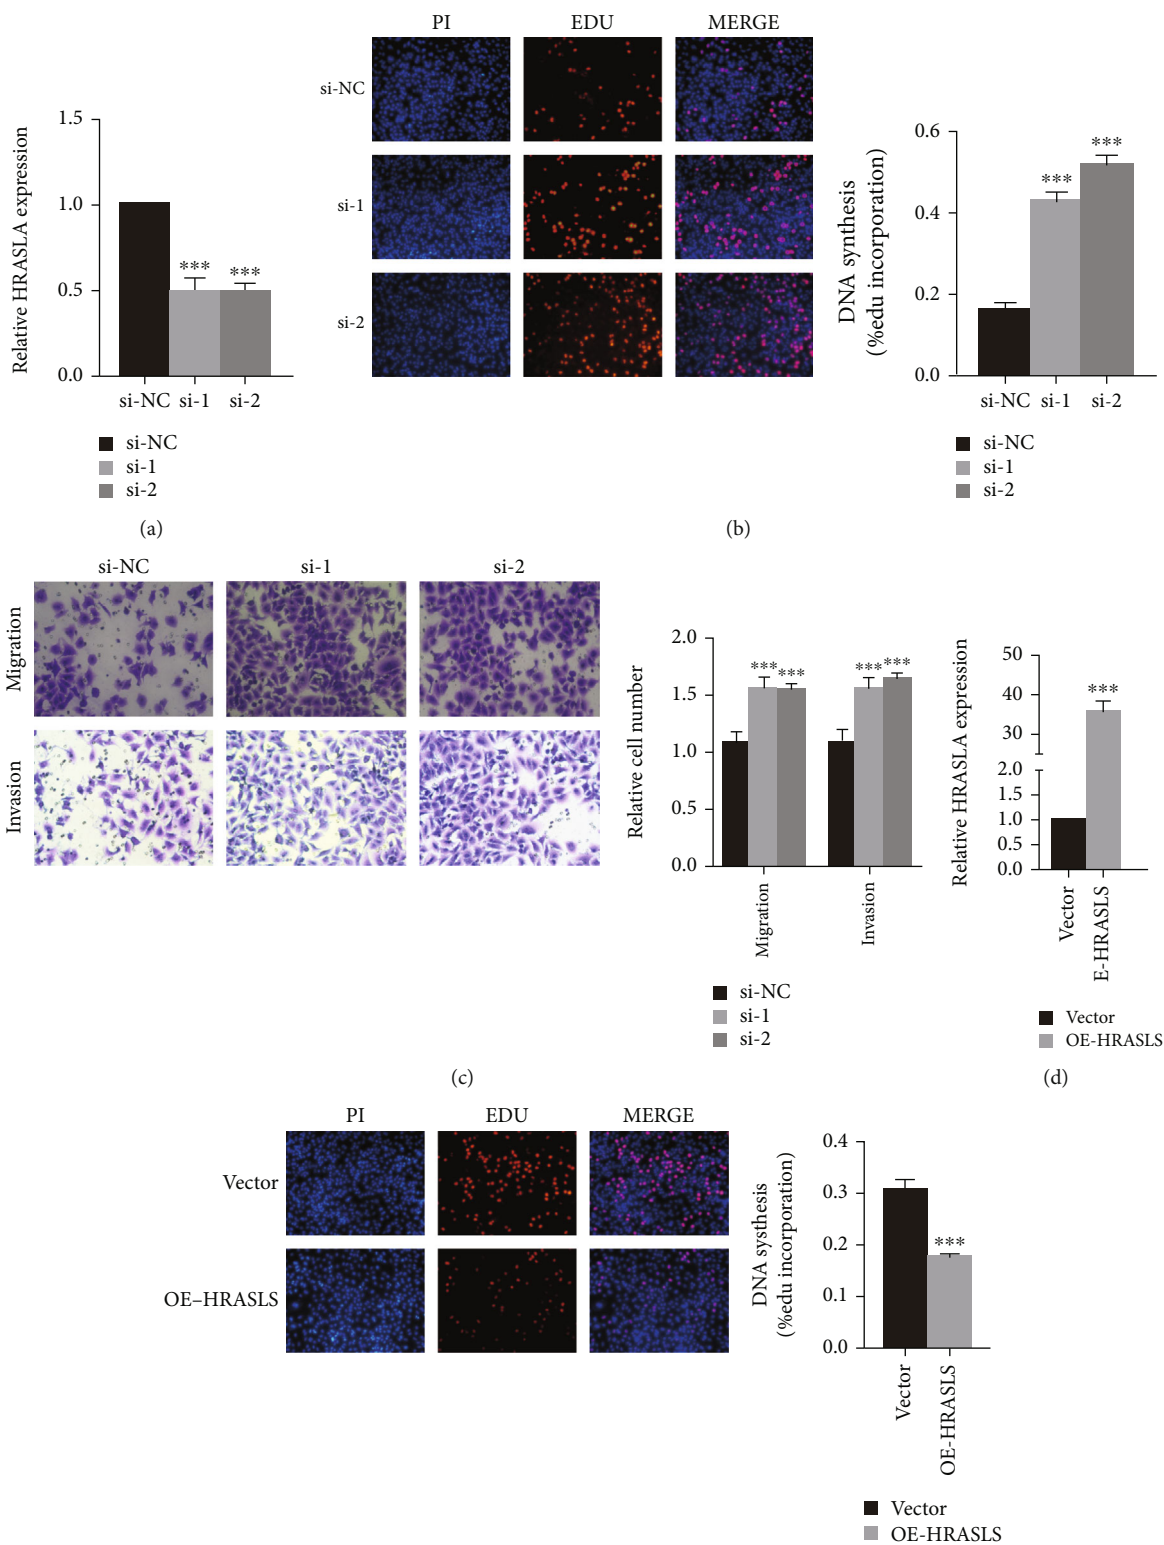 Relative HRASLA expression
1.5
1.0
0.5
0.0
*** ***
si-NC si-1 si-2
si-NC
si-1
si-2
(a)
PI EDU MERGE
si-NC
si-1
si-2
DNA synthesis
(%edu incorporation)
0.6
0.4
0.2
0.0
***
***
si-NC si-1 si-2
si-NC
si-1
si-2
(b)
si-NC si-1 si-2
Migration
Invasion
Relative cell number
2.0
1.5
1.0
0.5
0.0
*** *** *** ***
Migration
Invasion
si-NC
si-1
si-2
(c)
Relative HRASLA expression
50
40
30
2.0
1.5
1.0
0.5
0.0
***
Vector
E-HRASLS
Vector
OE-HRASLS
(d)
PI EDU MERGE
Vector
OE–HRASLS
DNA systhesis
(%edu incorporation)
0.4
0.3
0.2
0.1
0.0
***
Vector
OE-HRASLS
Vector
OE-HRASLS